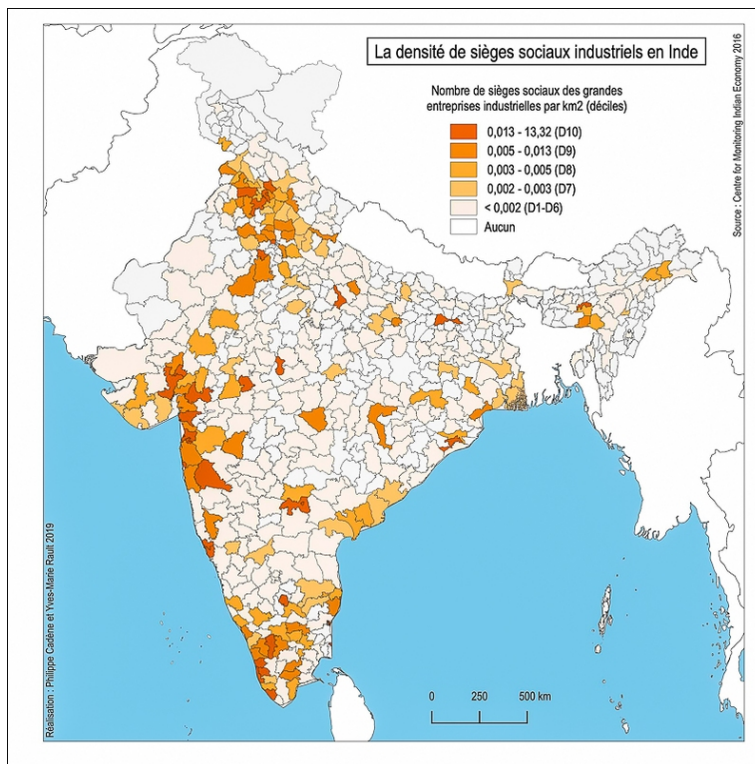 La densité de sièges sociaux industriels en Inde
Nombre de sièges sociaux des grandes
entreprises industrielles par km2 (déciles)
0,013 - 13,32 (D10)
0,005 - 0,013 (D9)
0,003 - 0,005 (D8)
0,002 - 0,003 (D7)
< 0,002 (D1-D6)
Aucun
Source : Centre for Monitoring Indian Economy 2016
Réalisation : Philippe Cadène et Yves-Marie Rault 2019
0 250 500 km